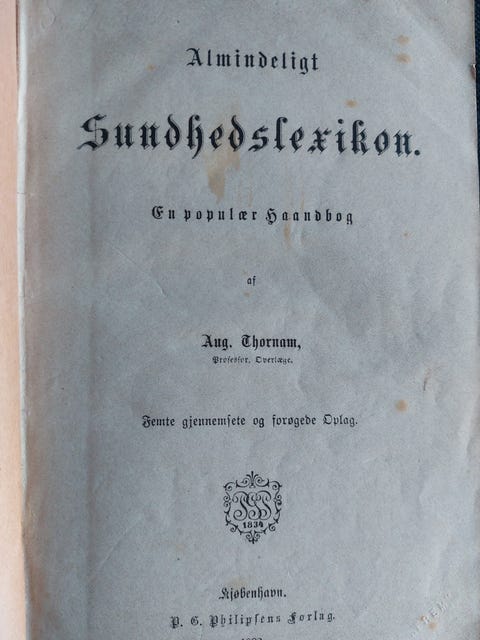 Almindeligt
Sundhedslexikon.
En populær Haandbog
af
Aug. Thornam,
Professor. Overlæge.
Femte gjennemsete og forøgede Oplag.
1834
Kjøbenhavn.
P. G. Philipsens Forlag.